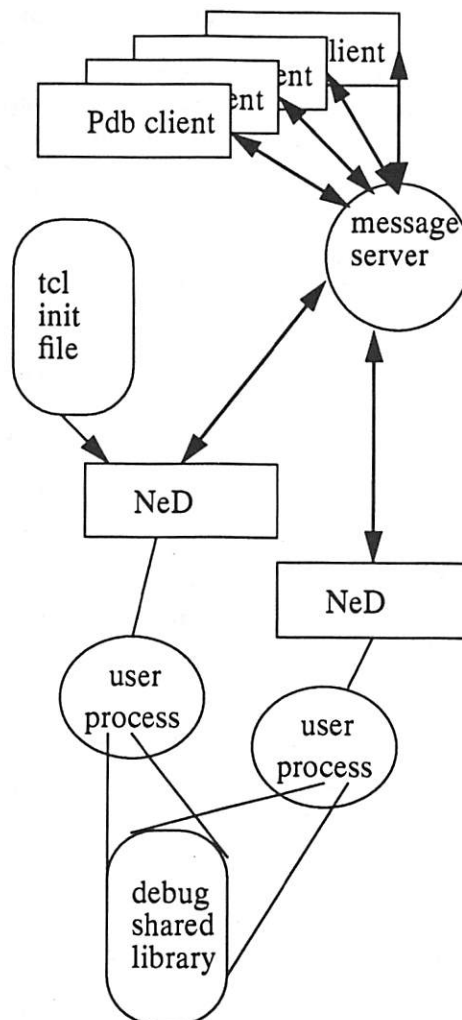 lient
ent
ent
Pdb client
message
server
tcl
init
file
NeD
NeD
user
process
user
process
debug
shared
library